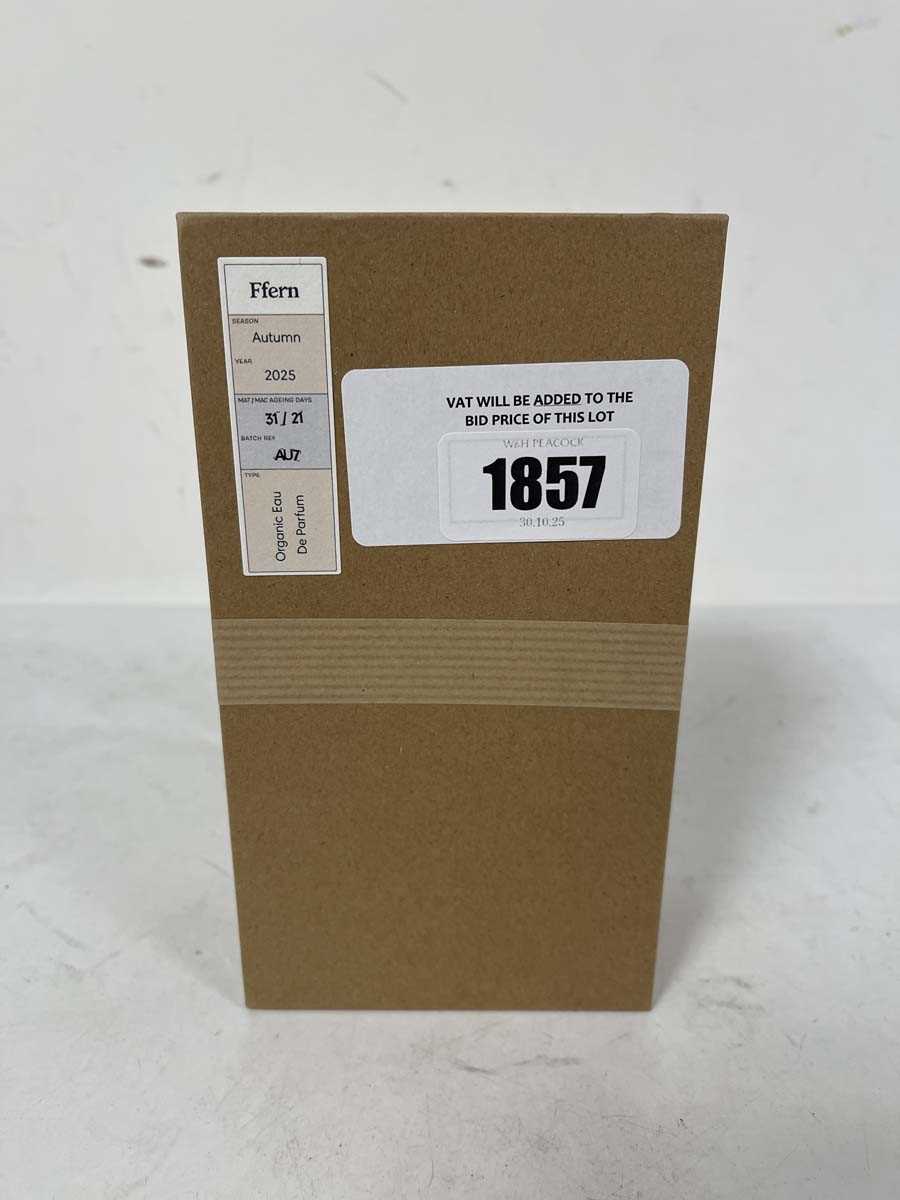 Ffern
SEASON
Autumn
YEAR
2025
MAT/MAC AGEING DAYS
31 / 21
BATCH REF
AU7
TYPE
Organic Eau
De Parfum
VAT WILL BE ADDED TO THE
BID PRICE OF THIS LOT
W&H PEACOCK
1857
30.10.25